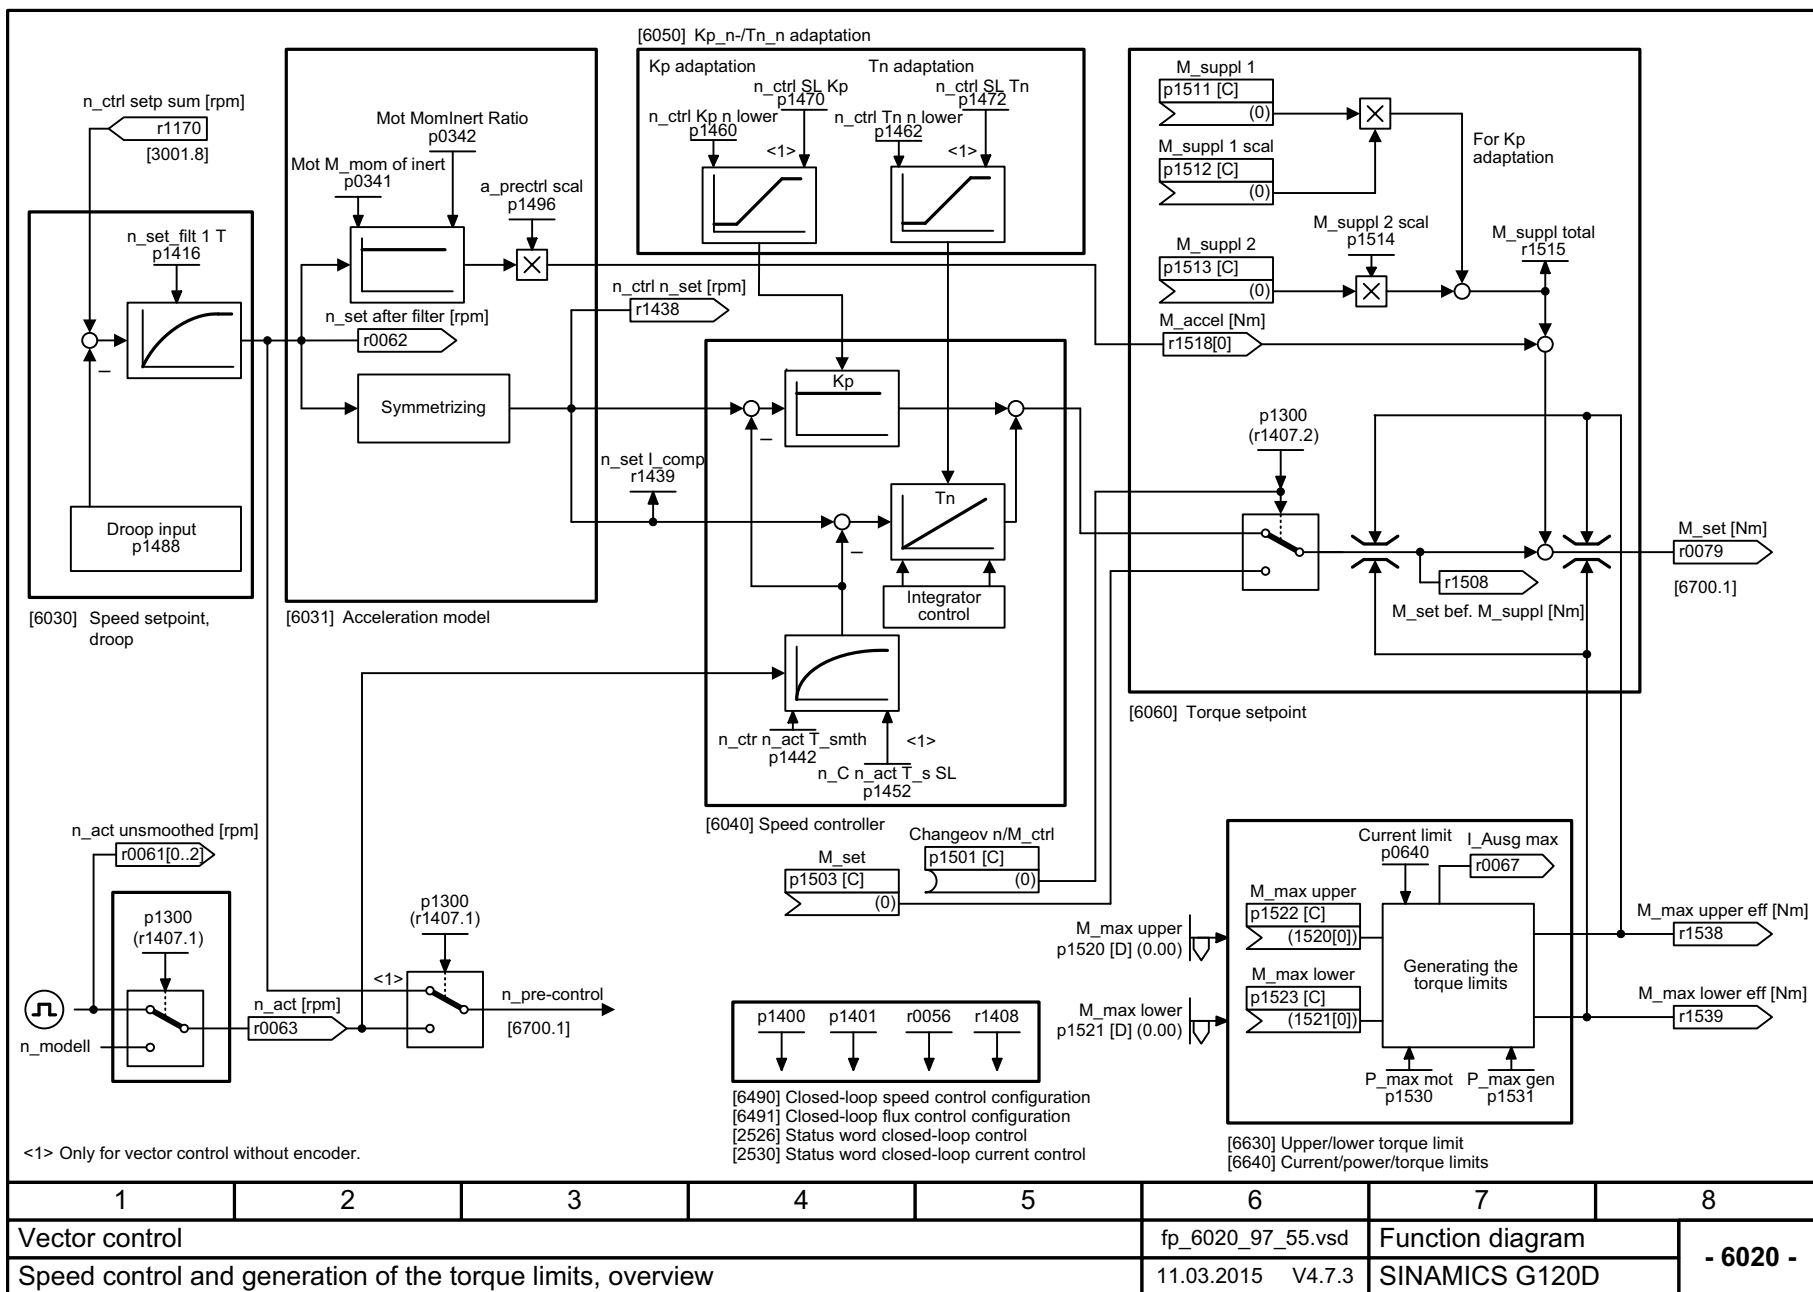 [6050] Kp_n-/Tn_n adaptation
Kp adaptation
Tn adaptation
n_ctrl SL Kp
p1470
n_ctrl SL Tn
p1472
n_ctrl Kp n lower
p1460
n_ctrl Tn n lower
p1462
<1>
<1>
n_ctrl setp sum [rpm]
r1170
[3001.8]
Mot MomInert Ratio
p0342
Mot M_mom of inert
p0341
a_prectrl scal
p1496
n_set_filt 1 T
p1416
n_set after filter [rpm]
r0062
n_ctrl n_set [rpm]
r1438
Symmetrizing
n_set I_comp
r1439
Droop input
p1488
–
[6030] Speed setpoint,
droop
[6031] Acceleration model
Kp
–
Tn
–
Integrator
control
n_ctr n_act T_smth
p1442
<1>
n_C n_act T_s SL
p1452
[6040] Speed controller
M_suppl 1
p1511 [C]
(0)
M_suppl 1 scal
p1512 [C]
(0)
For Kp
adaptation
M_suppl 2
p1513 [C]
(0)
M_suppl 2 scal
p1514
M_suppl total
r1515
M_accel [Nm]
r1518[0]
p1300
(r1407.2)
M_set [Nm]
r0079
[6700.1]
r1508
M_set bef. M_suppl [Nm]
[6060] Torque setpoint
n_act unsmoothed [rpm]
r0061[0..2]
p1300
(r1407.1)
n_modell
n_act [rpm]
r0063
p1300
(r1407.1)
<1>
n_pre-control
[6700.1]
M_set
p1503 [C]
(0)
Changeov n/M_ctrl
p1501 [C]
(0)
p1400
p1401
r0056
r1408
[6490] Closed-loop speed control configuration
[6491] Closed-loop flux control configuration
[2526] Status word closed-loop control
[2530] Status word closed-loop current control
M_max upper
p1520 [D] (0.00)
M_max lower
p1521 [D] (0.00)
Current limit
p0640
I_Ausg max
r0067
M_max upper
p1522 [C]
(1520[0])
M_max lower
p1523 [C]
(1521[0])
Generating the
torque limits
P_max mot
p1530
P_max gen
p1531
M_max upper eff [Nm]
r1538
M_max lower eff [Nm]
r1539
[6630] Upper/lower torque limit
[6640] Current/power/torque limits
<1> Only for vector control without encoder.
1 2 3 4 5 6 7 8
Vector control
fp_6020_97_55.vsd
Function diagram
- 6020 -
Speed control and generation of the torque limits, overview
11.03.2015 V4.7.3
SINAMICS G120D